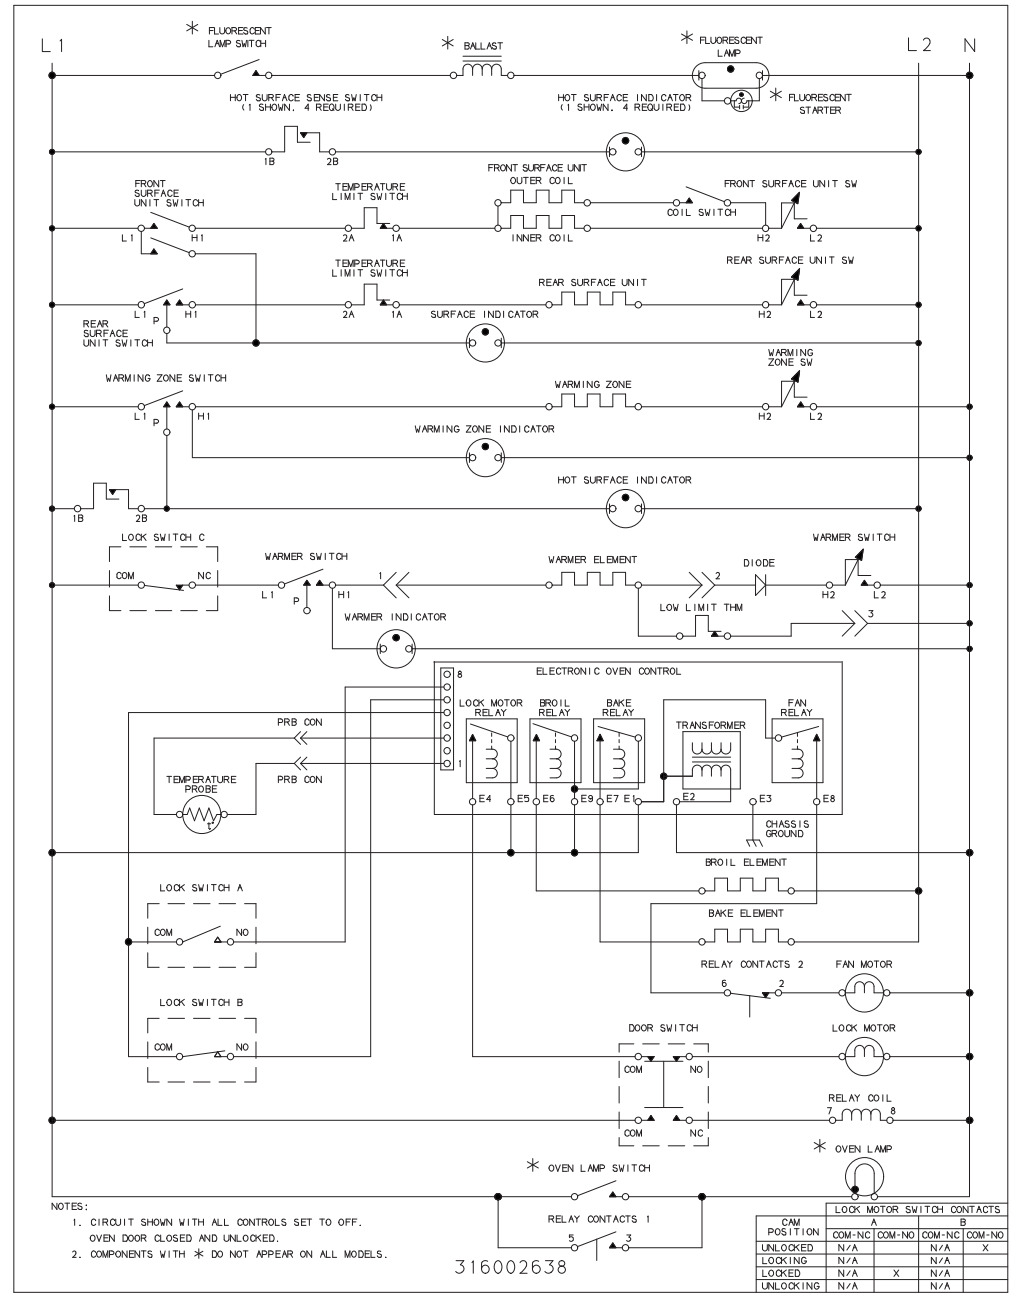 L1
* FLUORESCENT
LAMP SWITCH
* BALLAST
* FLUORESCENT
LAMP
L2 N
HOT SURFACE SENSE SWITCH
(1 SHOWN, 4 REQUIRED)
HOT SURFACE INDICATOR
(1 SHOWN, 4 REQUIRED)
* FLUORESCENT
STARTER
1B 2B
FRONT
SURFACE
UNIT SWITCH
TEMPERATURE
LIMIT SWITCH
FRONT SURFACE UNIT
OUTER COIL
FRONT SURFACE UNIT SW
COIL SWITCH
L1 H1 2A 1A INNER COIL H2 L2
TEMPERATURE
LIMIT SWITCH
REAR SURFACE UNIT
REAR SURFACE UNIT SW
L1 P H1 2A 1A H2 L2
REAR
SURFACE
UNIT SWITCH
SURFACE INDICATOR
WARMING
ZONE SW
WARMING ZONE SWITCH
WARMING ZONE
L1 P H1 H2 L2
WARMING ZONE INDICATOR
HOT SURFACE INDICATOR
1B 2B
LOCK SWITCH C
WARMER SWITCH
WARMER ELEMENT
DIODE
WARMER SWITCH
COM NC 1 2
L1 P H1 H2 L2
LOW LIMIT THM
3
WARMER INDICATOR
ELECTRONIC OVEN CONTROL
8
LOCK MOTOR
RELAY
BROIL
RELAY
BAKE
RELAY
FAN
RELAY
PRB CON
TRANSFORMER
1
PRB CON
TEMPERATURE
PROBE
t°
E4 E5 E6 E9 E7 E1 E2 E3 E8
CHASSIS
GROUND
BROIL ELEMENT
LOCK SWITCH A
BAKE ELEMENT
COM NO
RELAY CONTACTS 2
FAN MOTOR
6 2
LOCK SWITCH B
COM NO
DOOR SWITCH
LOCK MOTOR
COM NO
RELAY COIL
7 8
COM NC
* OVEN LAMP
* OVEN LAMP SWITCH
RELAY CONTACTS 1
5 3
NOTES:
1. CIRCUIT SHOWN WITH ALL CONTROLS SET TO OFF.
OVEN DOOR CLOSED AND UNLOCKED.
2. COMPONENTS WITH * DO NOT APPEAR ON ALL MODELS.
316002638
LOCK MOTOR SWITCH CONTACTS
CAM
POSITION
A B
COM-NC COM-NO COM-NC COM-NO
UNLOCKED N/A N/A X
LOCKING N/A N/A
LOCKED N/A X N/A
UNLOCKING N/A N/A